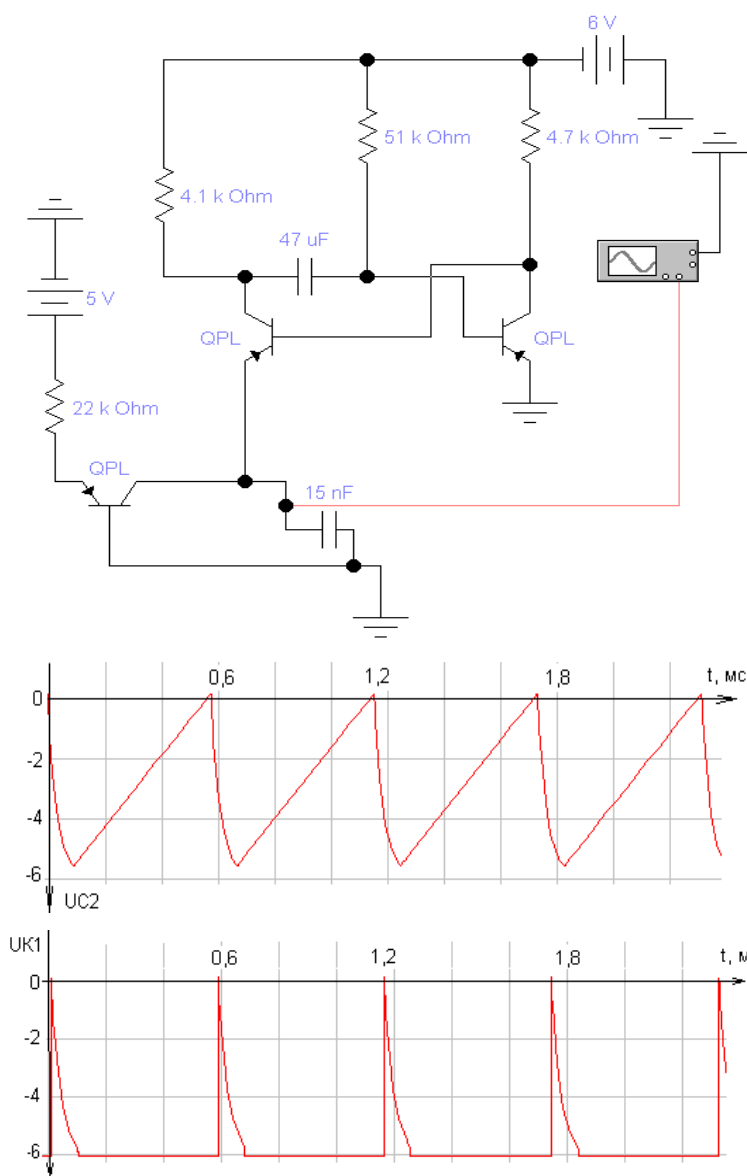 6 V
51 k Ohm
4.7 k Ohm
4.1 k Ohm
47 uF
5 V
QPL
QPL
22 k Ohm
QPL
15 nF
0,6
1,2
1,8
t, мс
0
-2
-4
-6
UC2
UK1
0,6
1,2
1,8
t, м
0
-2
-4
-6